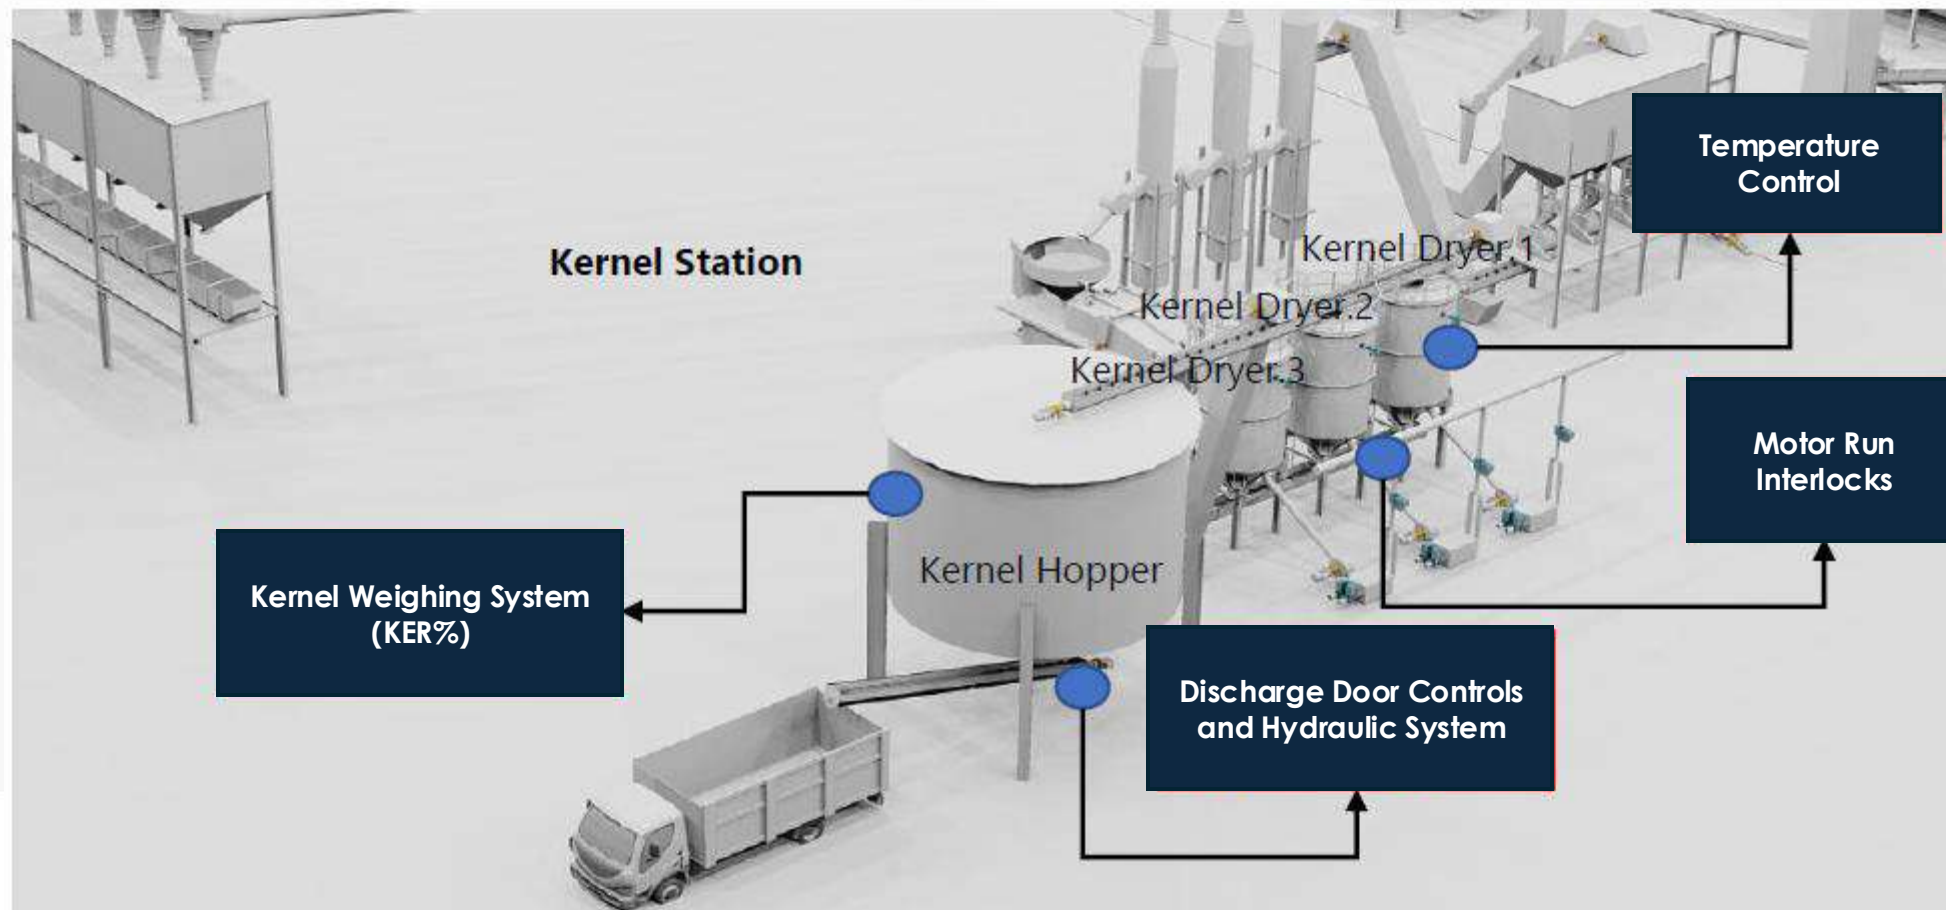 Temperature
Control
Kernel Station
Kernel Dryer.1
Kernel Dryer.2
Kernel Dryer.3
Motor Run
Interlocks
Kernel Hopper
Kernel Weighing System
(KER%)
Discharge Door Controls
and Hydraulic System